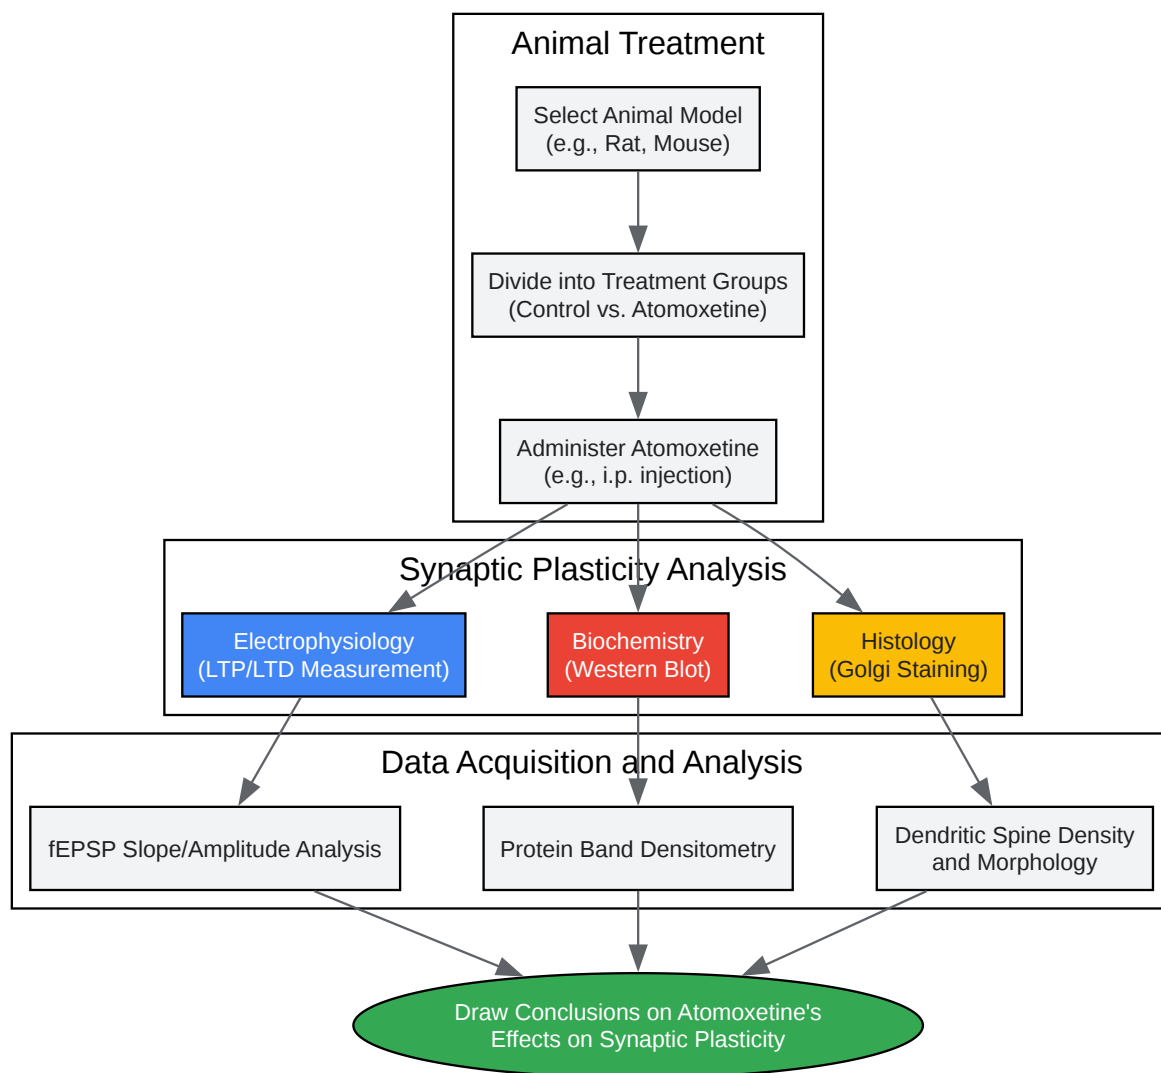 Animal Treatment
Select Animal Model
(e.g., Rat, Mouse)
Divide into Treatment Groups
(Control vs. Atomoxetine)
Administer Atomoxetine
(e.g., i.p. injection)
Synaptic Plasticity Analysis
Electrophysiology
(LTP/LTD Measurement)
Biochemistry
(Western Blot)
Histology
(Golgi Staining)
Data Acquisition and Analysis
fEPSP Slope/Amplitude Analysis
Protein Band Densitometry
Dendritic Spine Density
and Morphology
Draw Conclusions on Atomoxetine's
Effects on Synaptic Plasticity